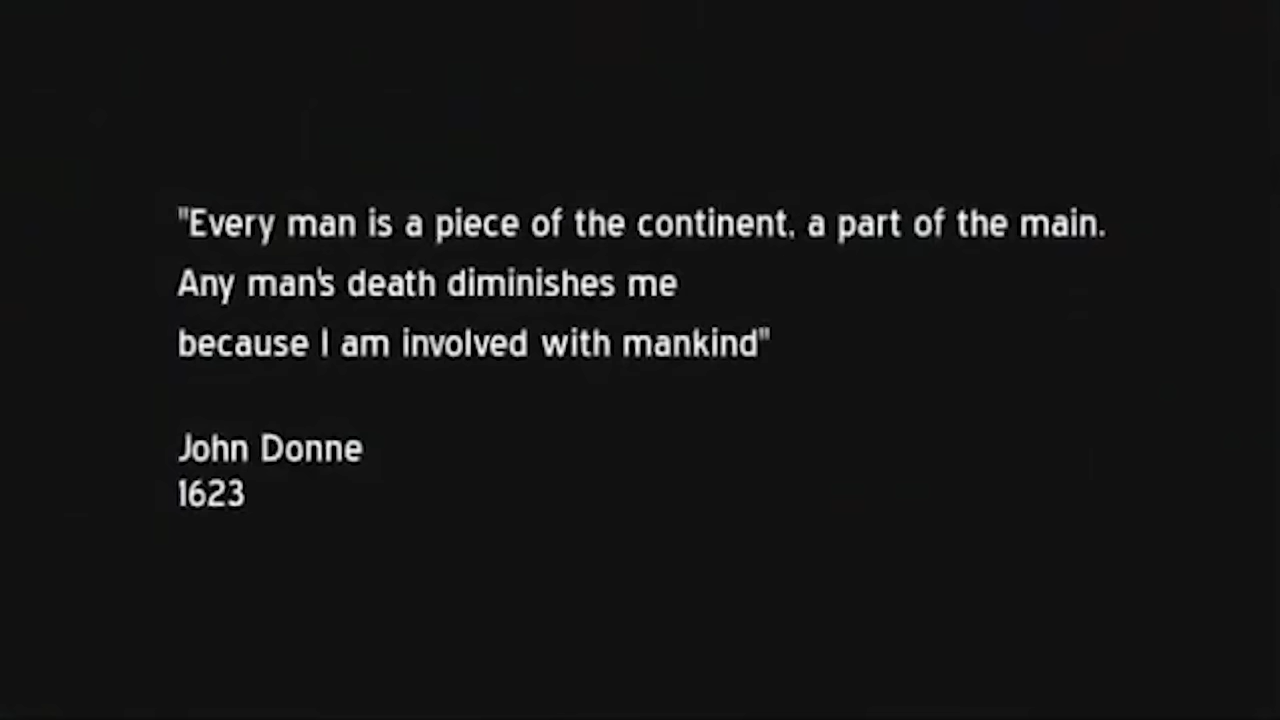 "Every man is a piece of the continent, a part of the main.
Any man's death diminishes me
because I am involved with mankind"
John Donne
1623